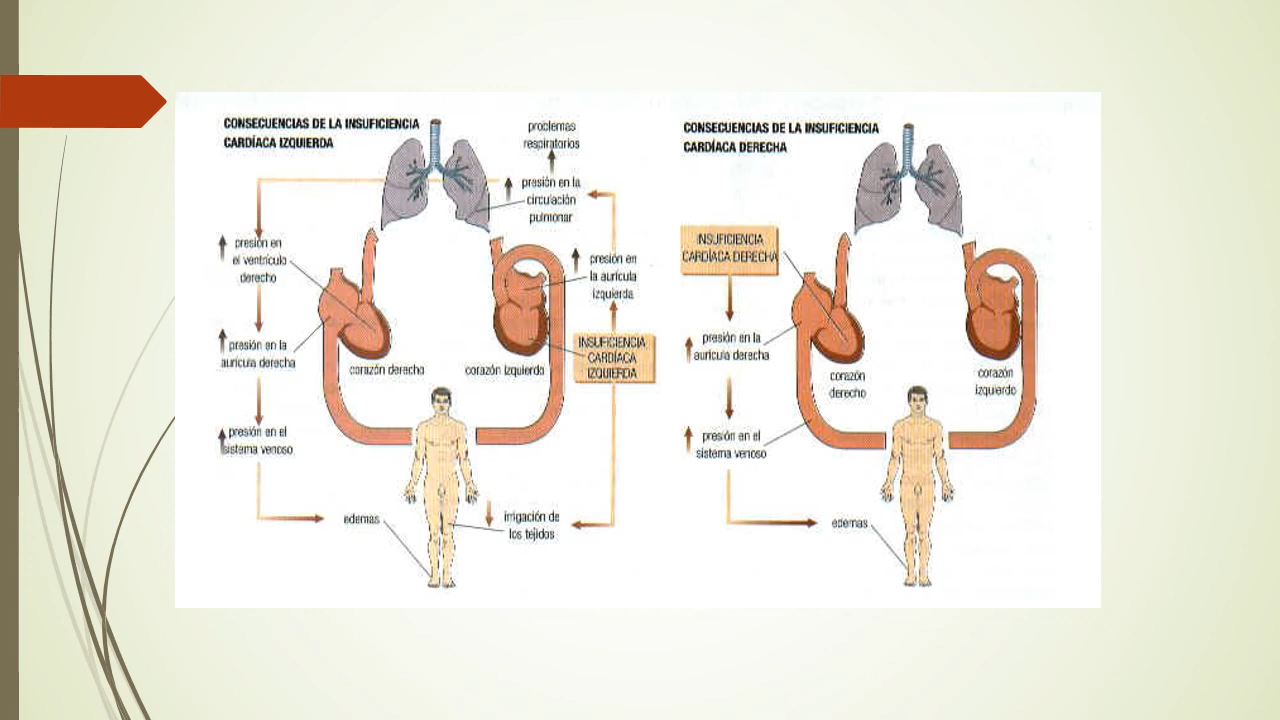 CONSECUENCIAS DE LA INSUFICIENCIA
CARDÍACA IZQUIERDA
problemas
respiratorios
presión en la
circulación
pulmonar
presión en
el ventrículo
derecho
presión en
la aurícula
izquierda
INSUFICIENCIA
CARDÍACA
IZQUIERDA
presión en la
aurícula derecha
corazón derecho
corazón izquierdo
presión en el
sistema venoso
edemas
irrigación de
los tejidos
CONSECUENCIAS DE LA INSUFICIENCIA
CARDÍACA DERECHA
INSUFICIENCIA
CARDÍACA DERECHA
presión en la
aurícula derecha
corazón
derecho
corazón
izquierdo
presión en el
sistema venoso
edemas